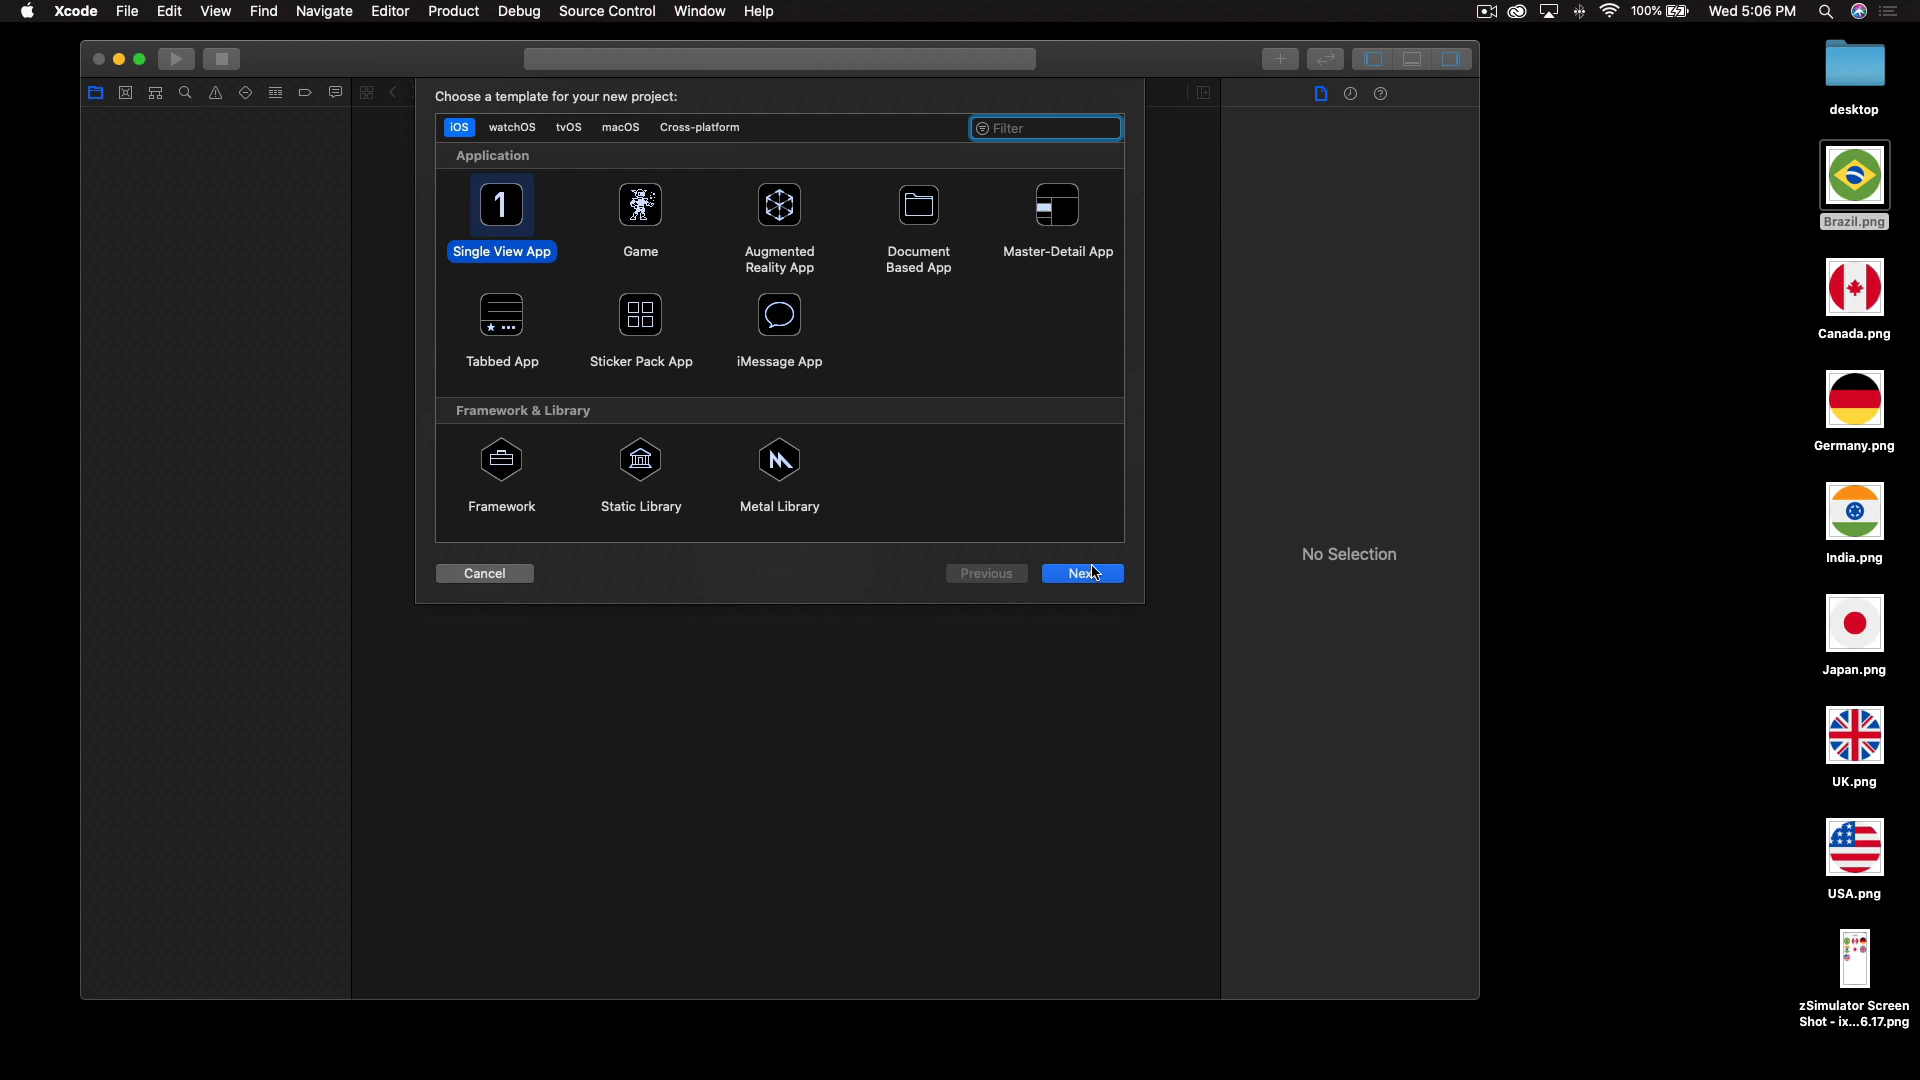 Xcode File Edit View Find Navigate Editor Product Debug Source Control Window Help 100% Wed 5:06 PM
Choose a template for your new project:
iOS watchOS tvOS macOS Cross-platform Filter
Application
1
Single View App Game Augmented Reality App Document Based App Master-Detail App
Tabbed App Sticker Pack App iMessage App
Framework & Library
Framework Static Library Metal Library
Cancel Previous Next
No Selection
desktop
Brazil.png
Canada.png
Germany.png
India.png
Japan.png
UK.png
USA.png
zSimulator Screen
Shot - ix...6.17.png